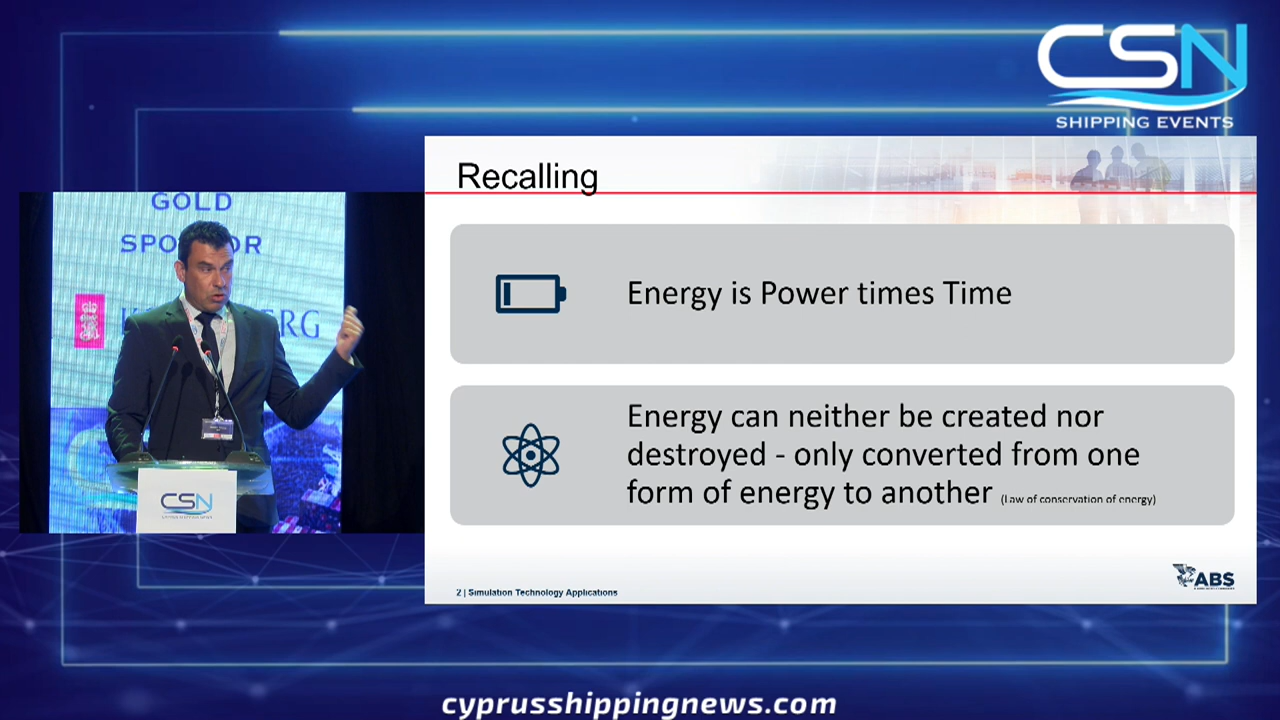 CSN
SHIPPING EVENTS
GOLD
SPO OR
ERG
CSN
Recalling
Energy is Power times Time
Energy can neither be created nor
destroyed - only converted from one
form of energy to another (Law of conservation of energy)
ABS
2 | Simulation Technology Applications
cyprusshippingnews.com